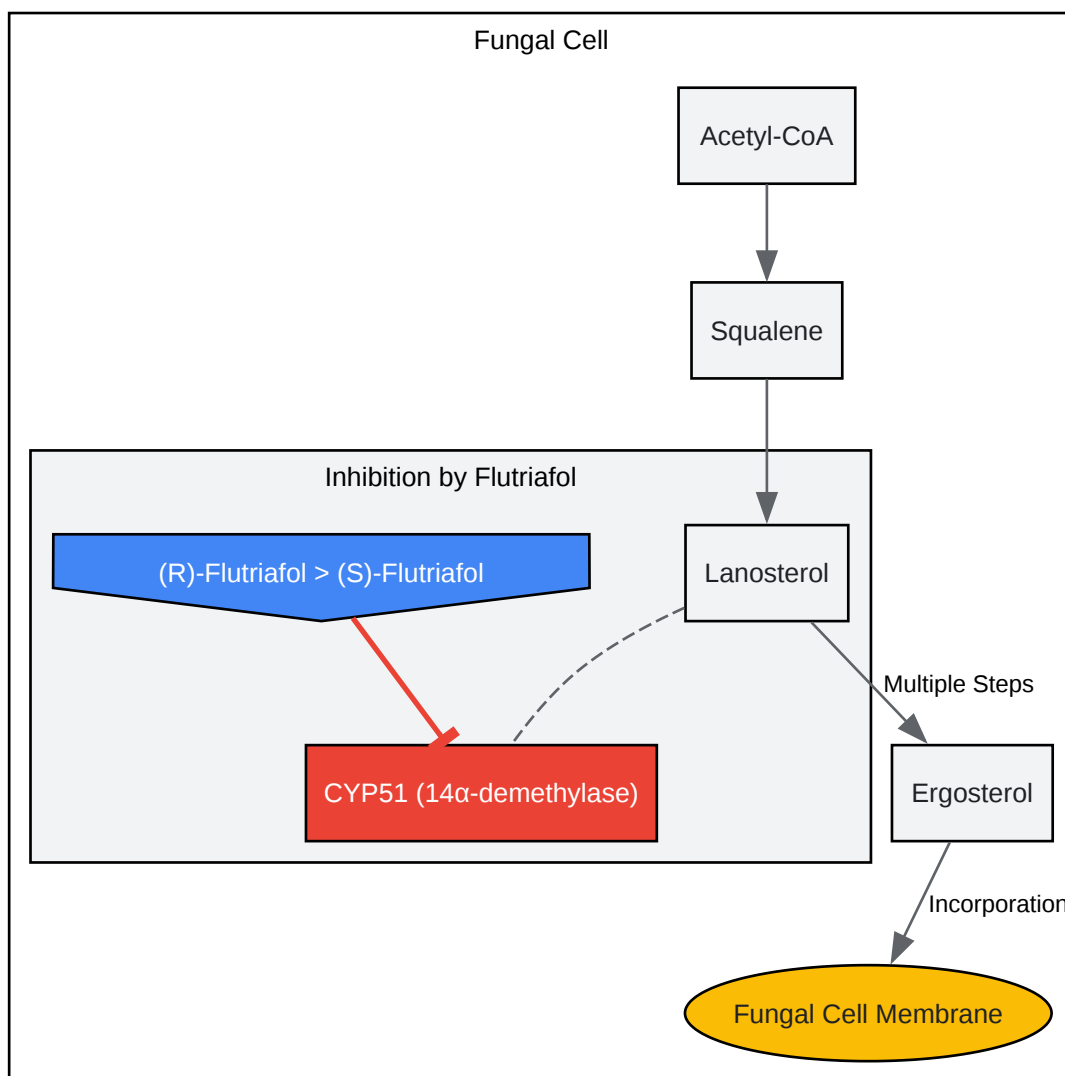 Fungal Cell
Acetyl-CoA
Squalene
Inhibition by Flutriafol
(R)-Flutriafol > (S)-Flutriafol
Lanosterol
Multiple Steps
CYP51 (14α-demethylase)
Ergosterol
Incorporation
Fungal Cell Membrane